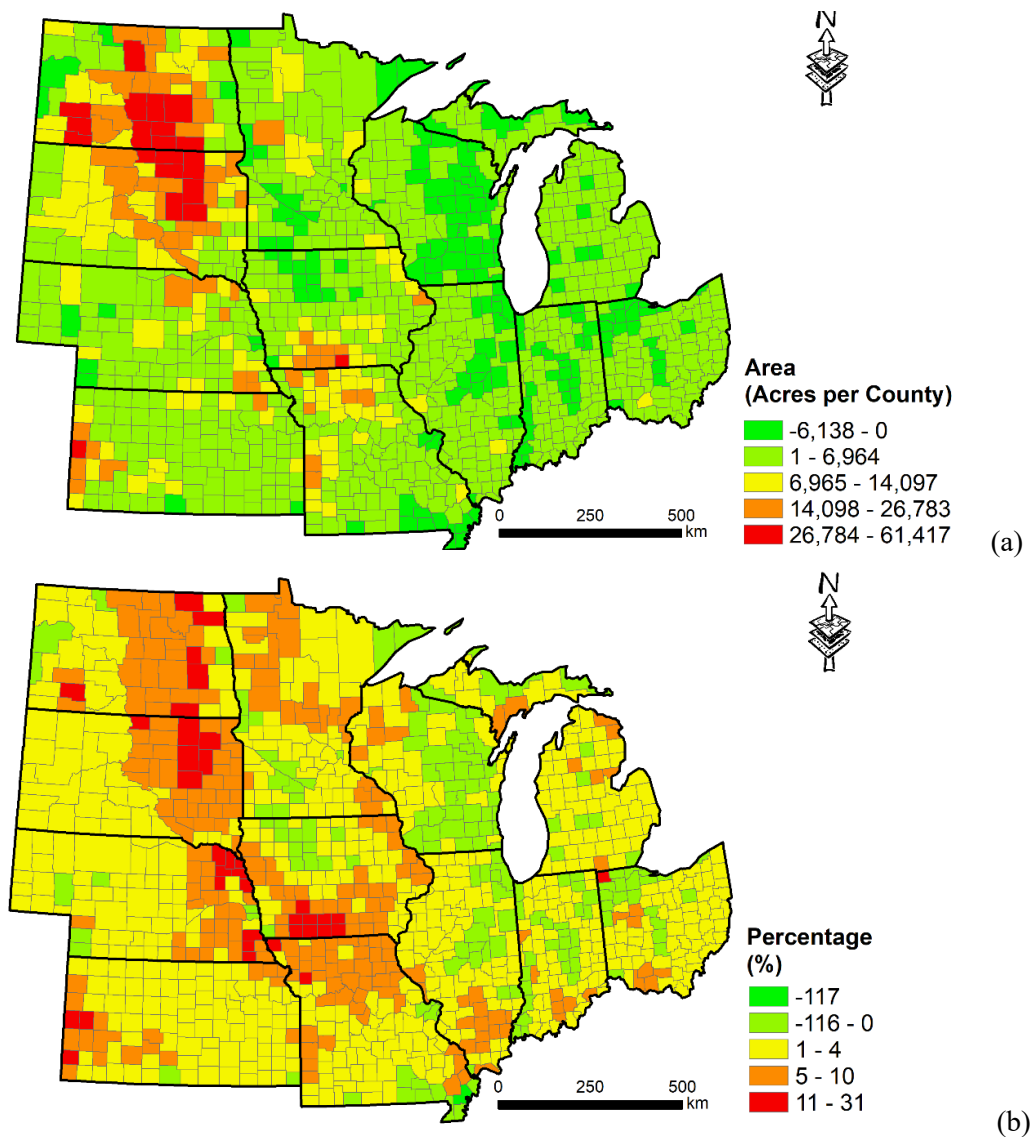 N
Area
(Acres per County)
-6,138 - 0
1 - 6,964
6,965 - 14,097
14,098 - 26,783
26,784 - 61,417
0 250 500
km
(a)
N
Percentage
(%)
-117
-116 - 0
1 - 4
5 - 10
11 - 31
0 250 500
km
(b)